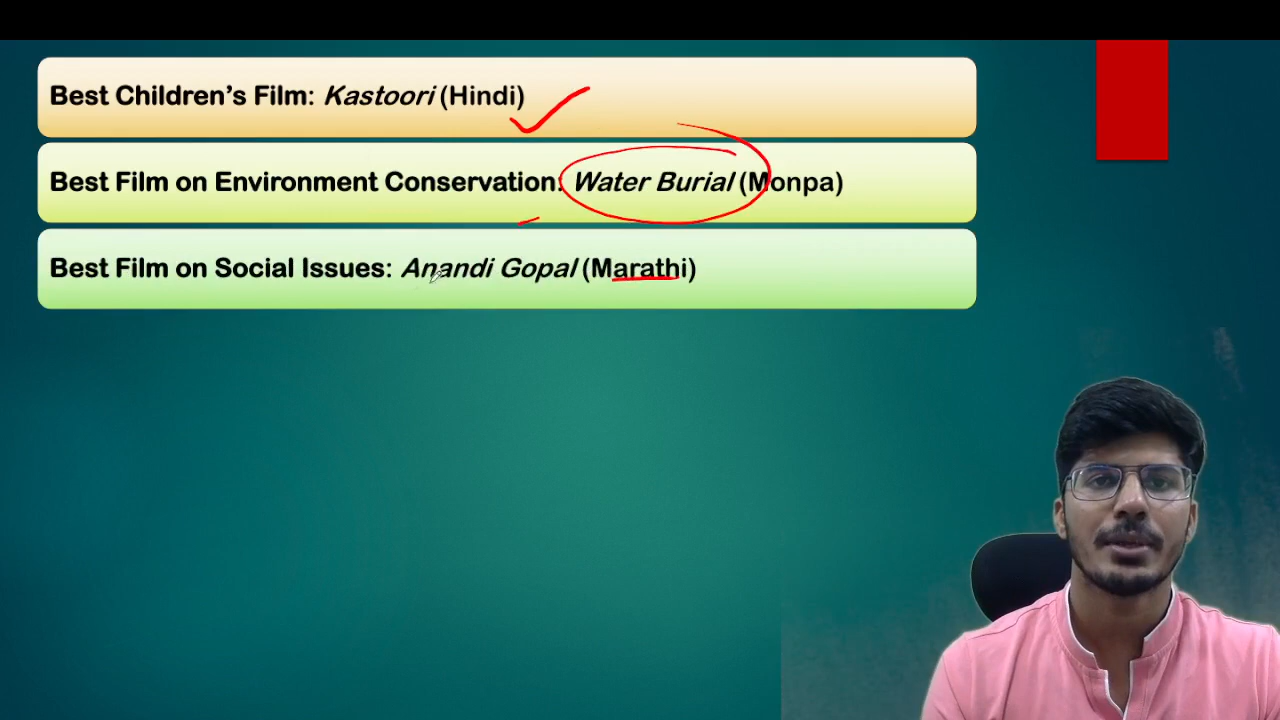 Best Children’s Film: Kastoori (Hindi)
Best Film on Environment Conservation: Water Burial (Monpa)
Best Film on Social Issues: Anandi Gopal (Marathi)